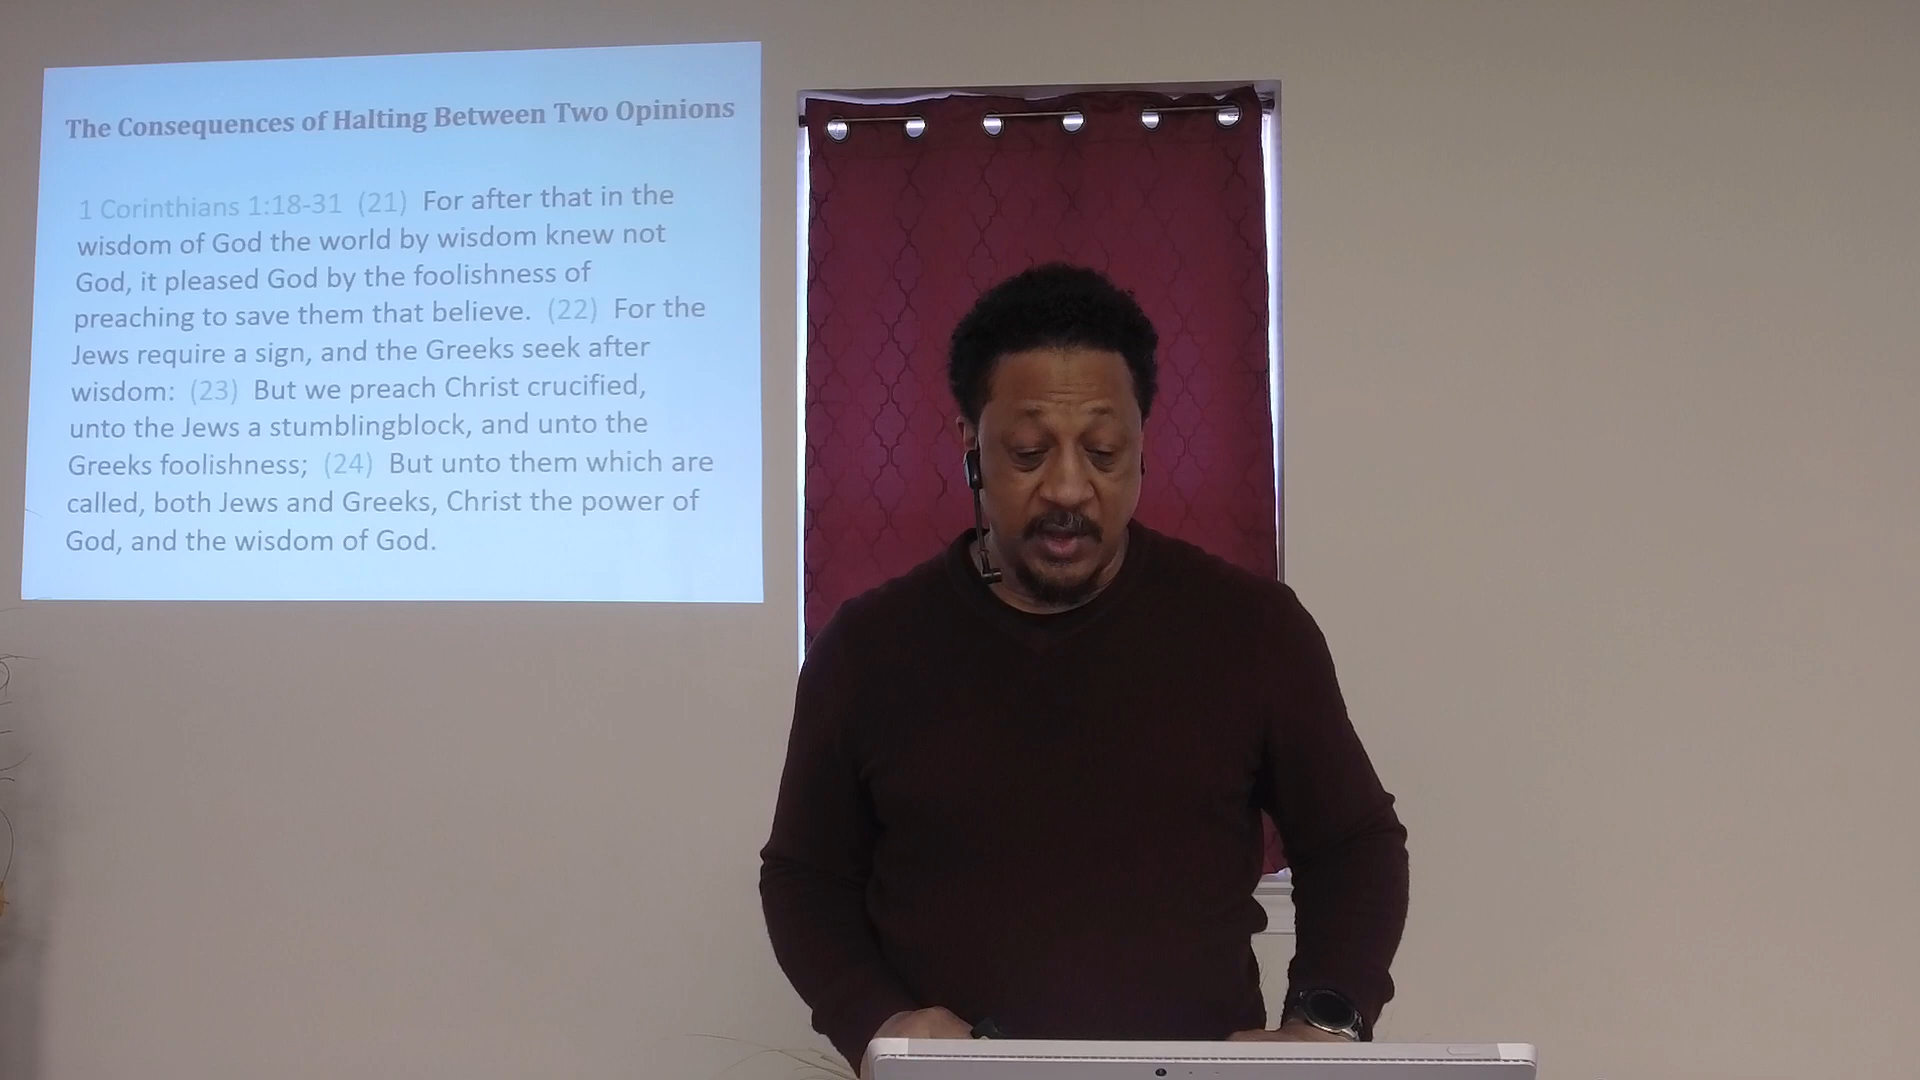 The Consequences of Halting Between Two Opinions
1 Corinthians 1:18-31 (21) For after that in the
wisdom of God the world by wisdom knew not
God, it pleased God by the foolishness of
preaching to save them that believe. (22) For the
Jews require a sign, and the Greeks seek after
wisdom: (23) But we preach Christ crucified,
unto the Jews a stumblingblock, and unto the
Greeks foolishness; (24) But unto them which are
called, both Jews and Greeks, Christ the power of
God, and the wisdom of God.